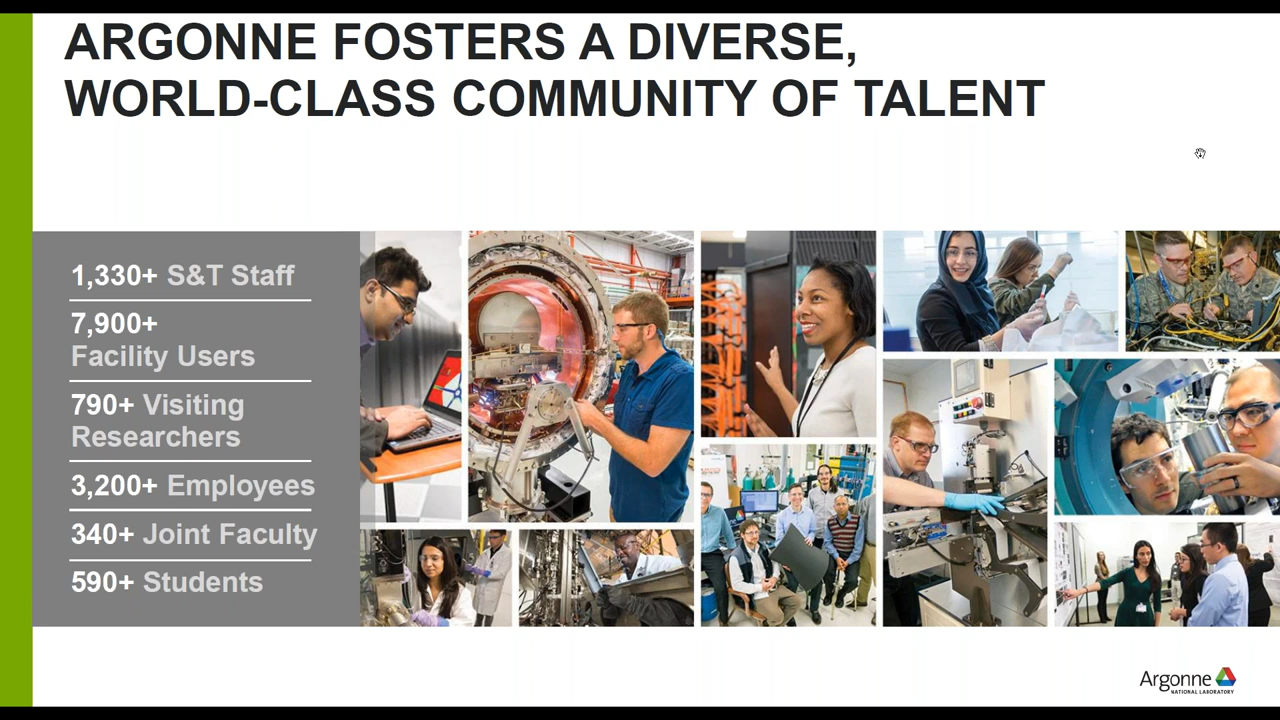 ARGONNE FOSTERS A DIVERSE,
WORLD-CLASS COMMUNITY OF TALENT
1,330+ S&T Staff
7,900+
Facility Users
790+ Visiting
Researchers
3,200+ Employees
340+ Joint Faculty
590+ Students
Argonne
NATIONAL LABORATORY